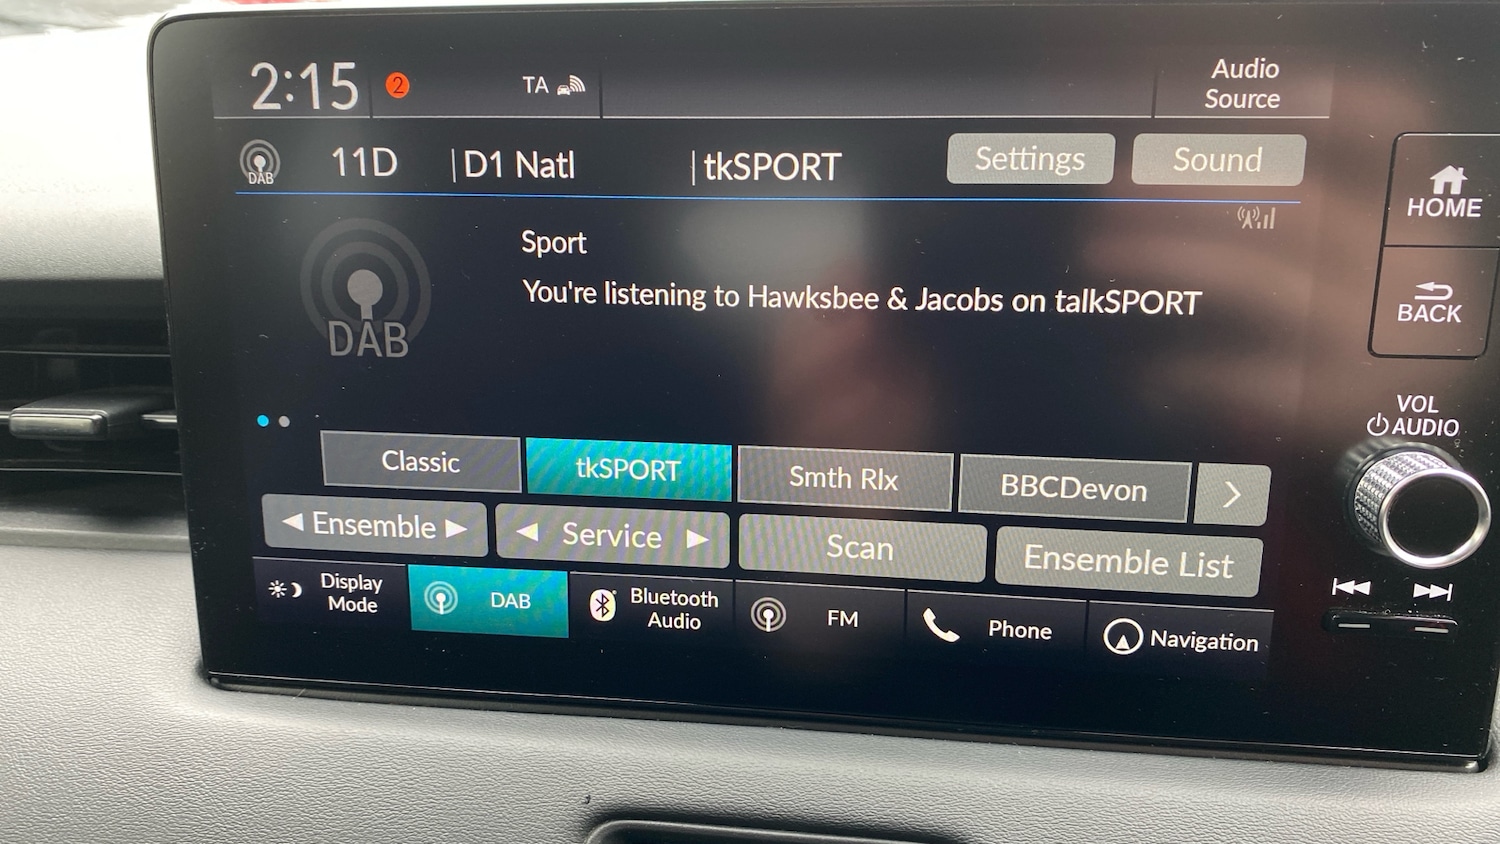 2:15 2 TA Audio
Source
DAB 11D |D1 Natl |tkSPORT Settings Sound
HOME
Sport
You're listening to Hawksbee & Jacobs on talkSPORT
DAB
BACK
VOL
AUDIO
Classic tkSPORT Smth Rlx BBCDevon >
◀ Ensemble ▶ ◀ Service ▶ Scan Ensemble List
Display
Mode
DAB
Bluetooth
Audio
FM
Phone
Navigation